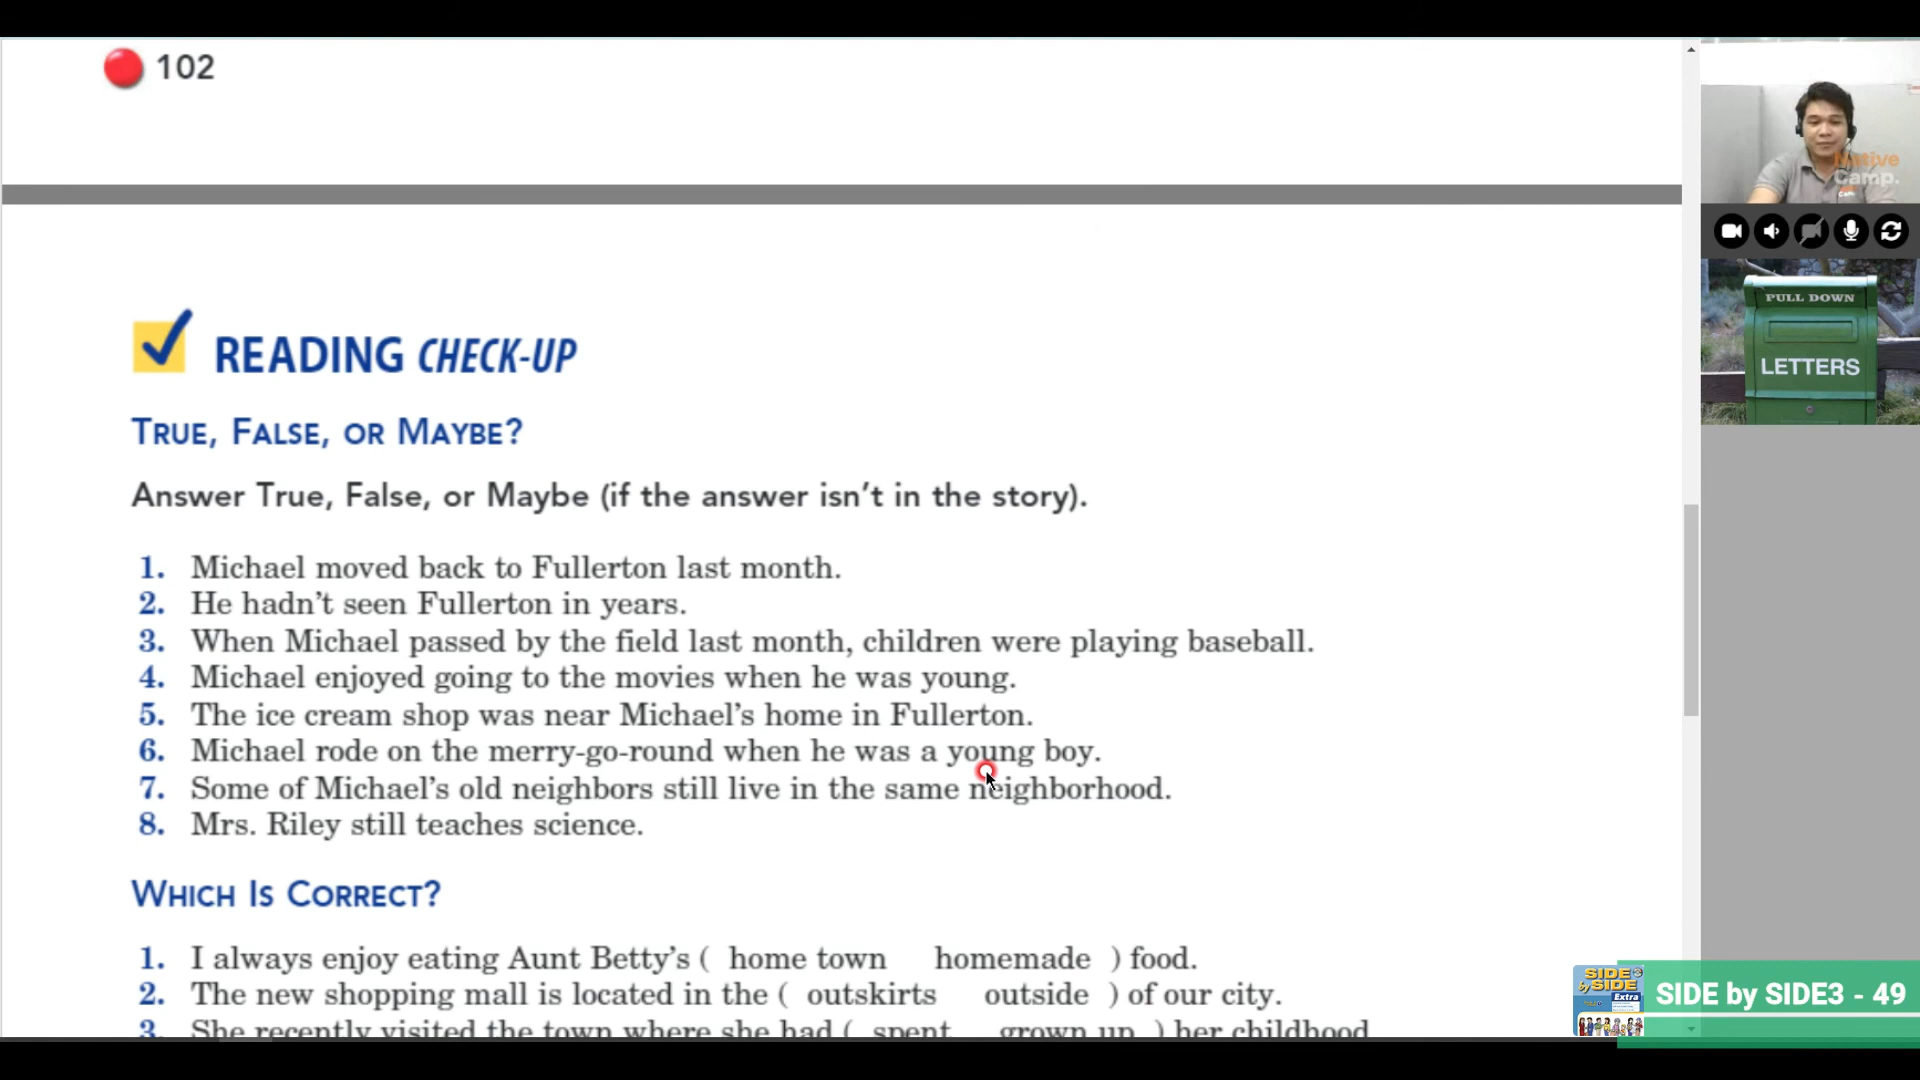 102
Native
Camp.
PULL DOWN
LETTERS
READING CHECK-UP
TRUE, FALSE, OR MAYBE?
Answer True, False, or Maybe (if the answer isn't in the story).
1. Michael moved back to Fullerton last month.
2. He hadn't seen Fullerton in years.
3. When Michael passed by the field last month, children were playing baseball.
4. Michael enjoyed going to the movies when he was young.
5. The ice cream shop was near Michael's home in Fullerton.
6. Michael rode on the merry-go-round when he was a young boy.
7. Some of Michael's old neighbors still live in the same neighborhood.
8. Mrs. Riley still teaches science.
WHICH IS CORRECT?
1. I always enjoy eating Aunt Betty's ( home town homemade ) food.
2. The new shopping mall is located in the ( outskirts outside ) of our city.
3. She recently visited the town where she had ( spent grown up ) her childhood
SIDE
by SIDE
Extra
SIDE by SIDE3 - 49